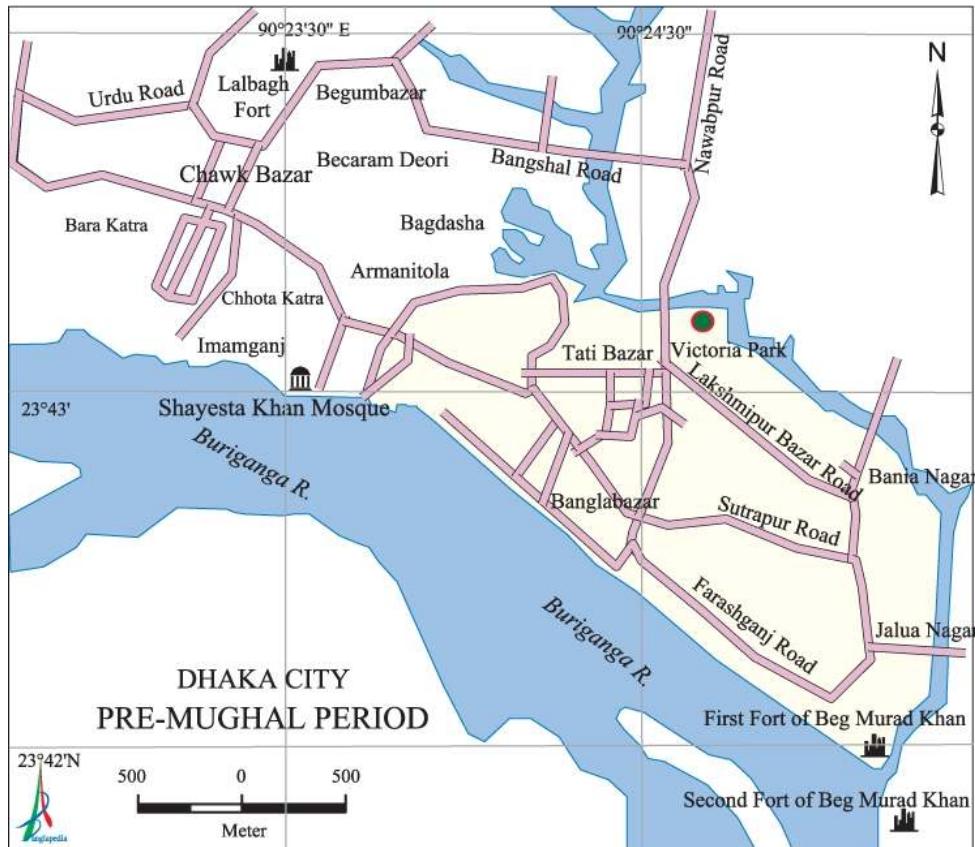 90°23'30" E
90°24'30"
N
Nawabpur Road
Urdu Road
Lalbagh
Fort
Begumbazar
Becaram Deori
Bangshal Road
Chawk Bazar
Bara Katra
Bagdasha
Armanitola
Chhota Katra
Imamganj
Tati Bazar
Victoria Park
23°43'
Shayesta Khan Mosque
Lakshmipur Bazar Road
Buriganga R.
Bania Nagar
Banglabazar
Sutrapur Road
Buriganga R.
Farashganj Road
Jalua Nagar
DHAKA CITY
PRE-MUGHAL PERIOD
First Fort of Beg Murad Khan
23°42'N
500 0 500
Meter
Second Fort of Beg Murad Khan